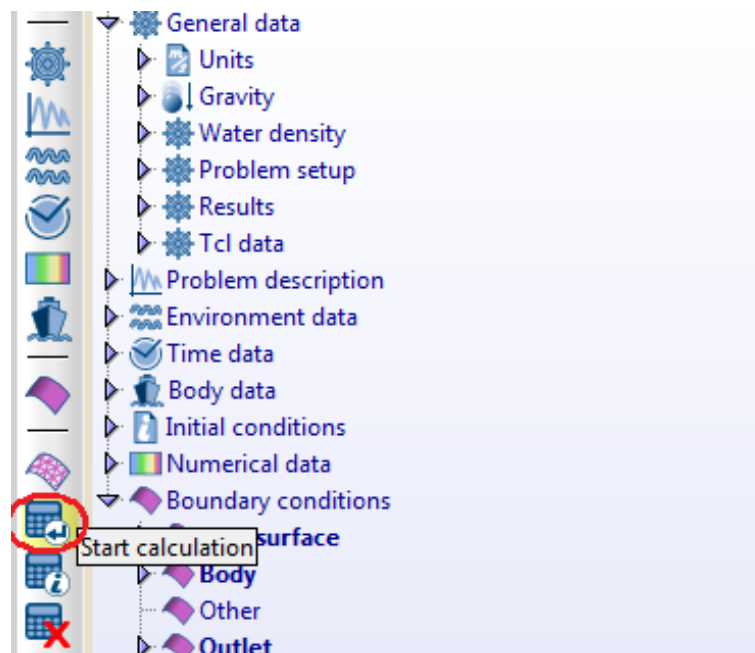 General data
Units
Gravity
Water density
Problem setup
Results
Tcl data
Problem description
Environment data
Time data
Body data
Initial conditions
Numerical data
Boundary conditions
surface
Start calculation
Body
Other
Outlet